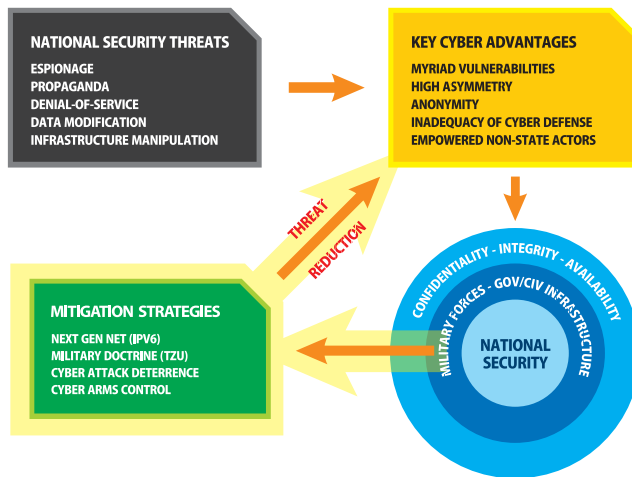 NATIONAL SECURITY THREATS
ESPIONAGE
PROPAGANDA
DENIAL-OF-SERVICE
DATA MODIFICATION
INFRASTRUCTURE MANIPULATION
KEY CYBER ADVANTAGES
MYRIAD VULNERABILITIES
HIGH ASYMMETRY
ANONYMITY
INADEQUACY OF CYBER DEFENSE
EMPOWERED NON-STATE ACTORS
THREAT
REDUCTION
CONFIDENTIALITY - INTEGRITY - AVAILABILITY
MILITARY FORCES - GOV/CIV INFRASTRUCTURE
NATIONAL
SECURITY
MITIGATION STRATEGIES
NEXT GEN NET (IPV6)
MILITARY DOCTRINE (TZU)
CYBER ATTACK DETERRENCE
CYBER ARMS CONTROL